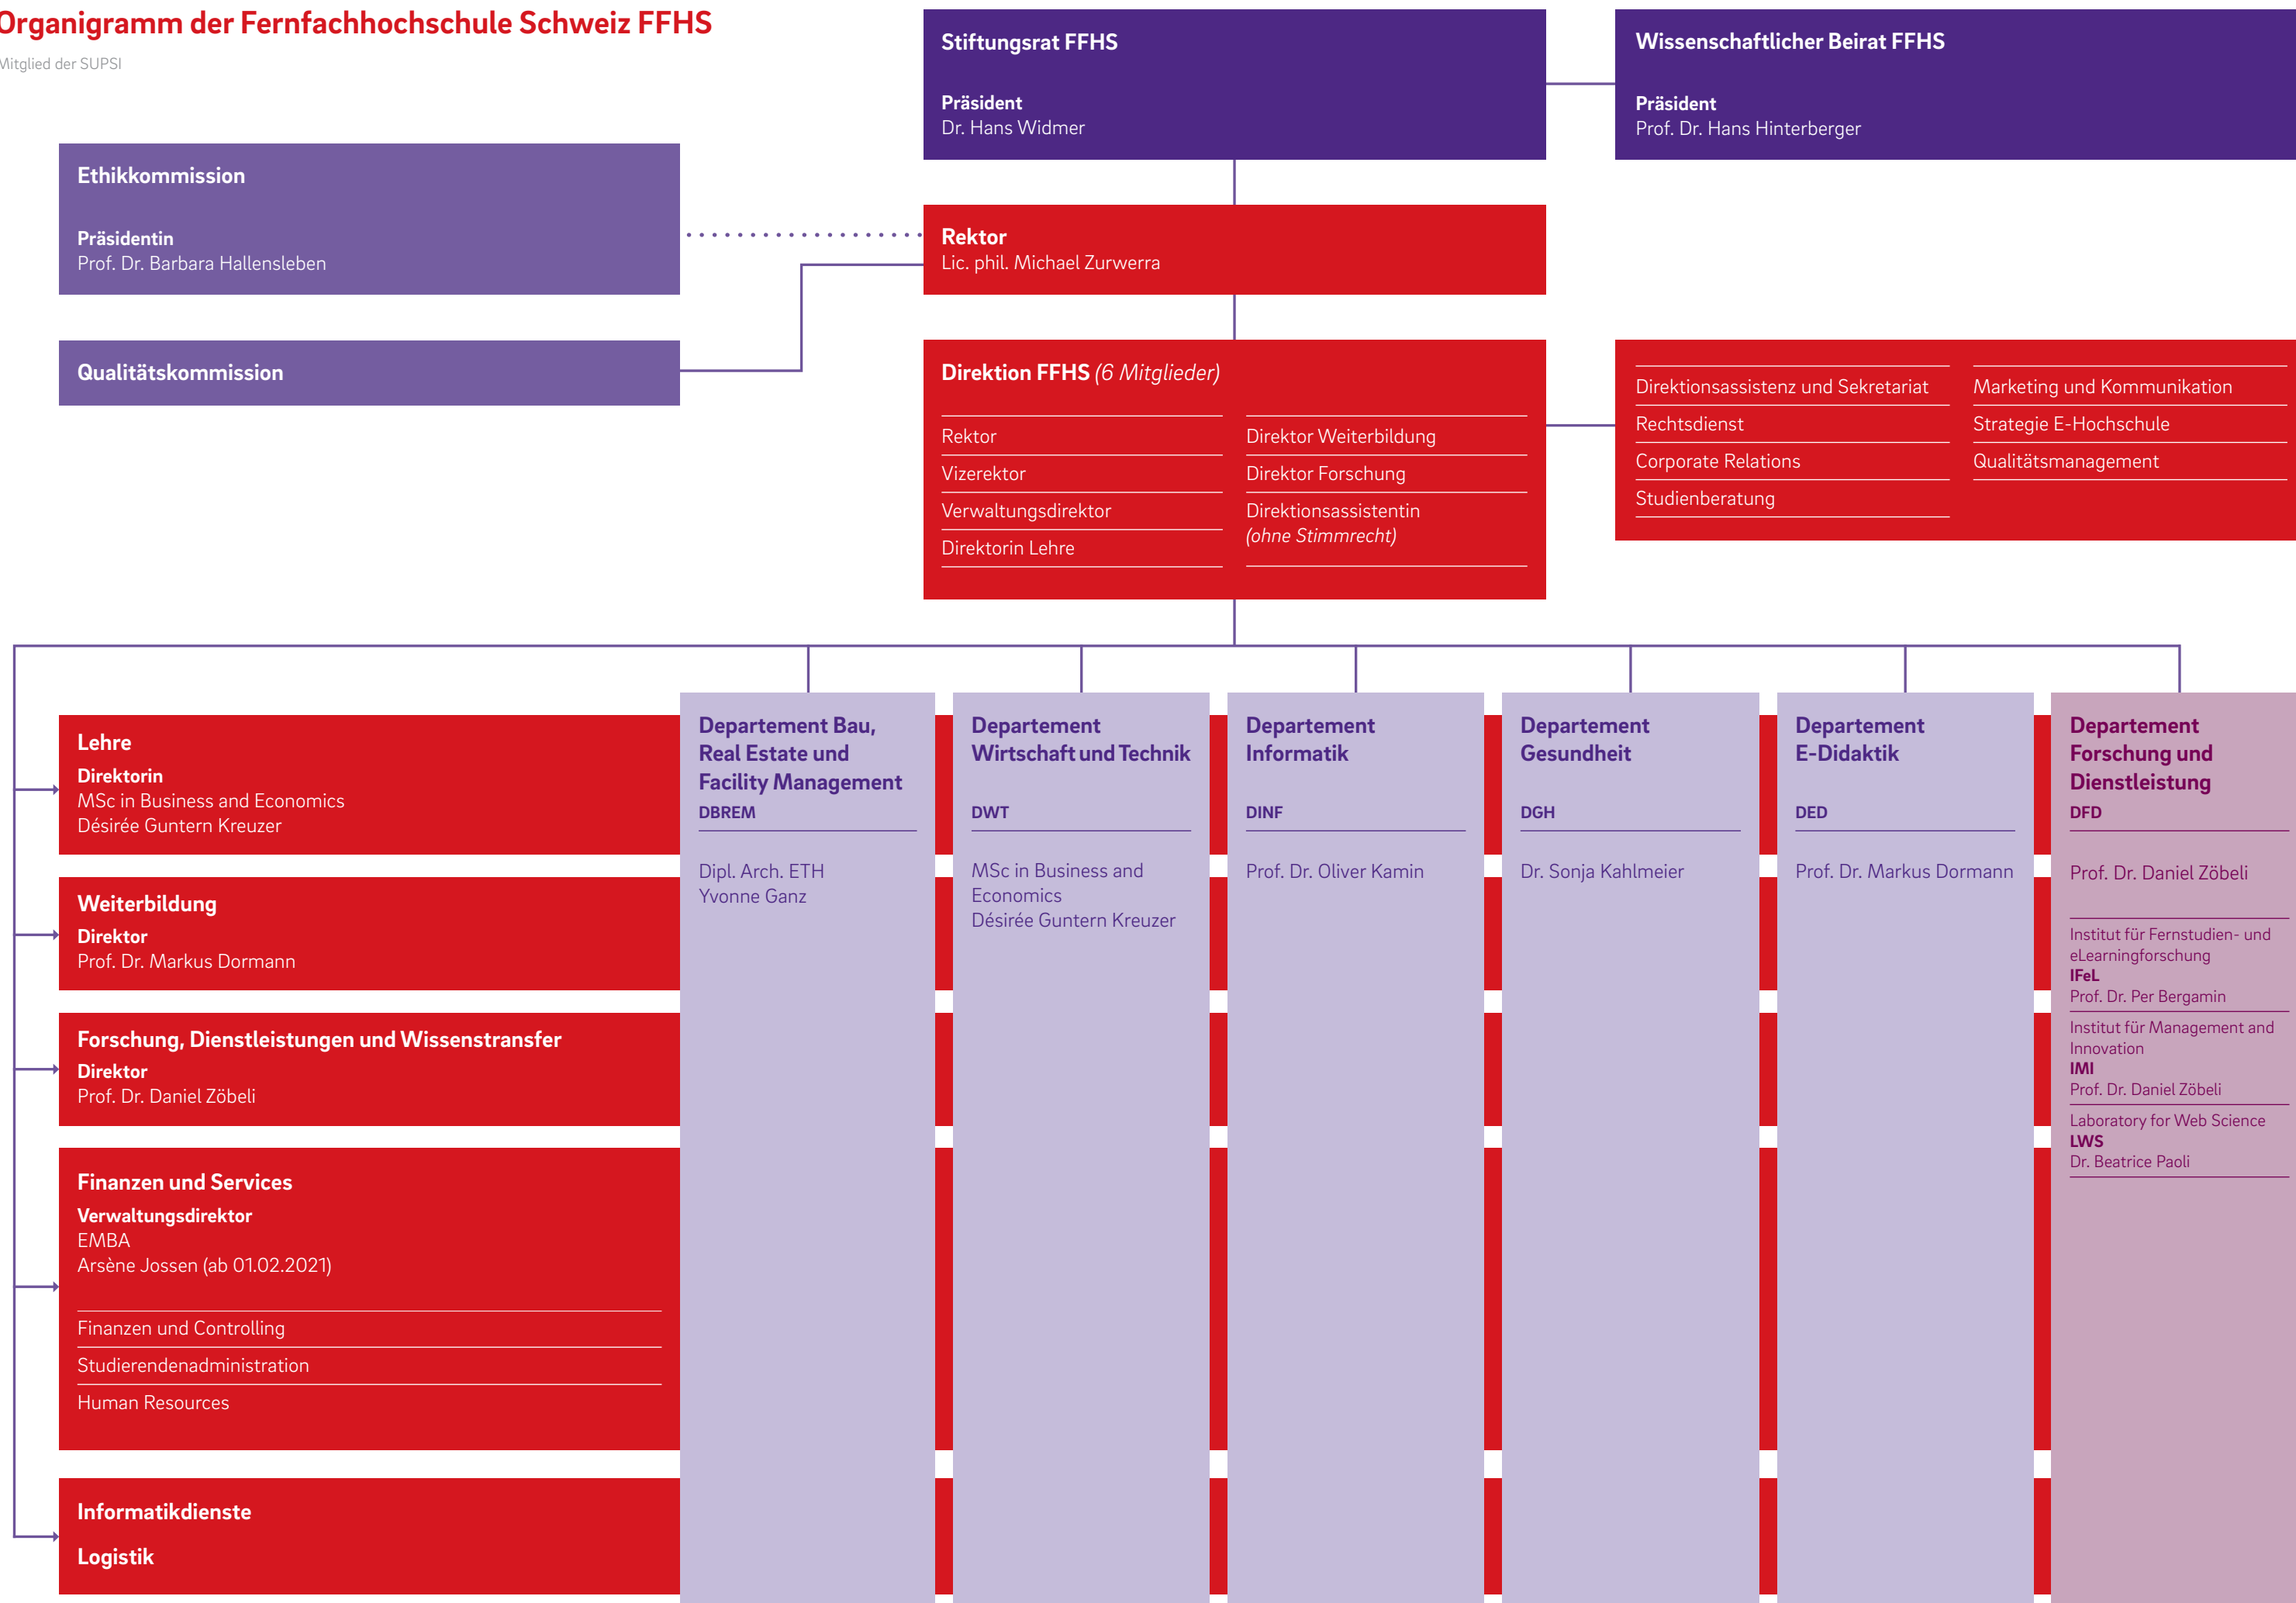 Organigramm der Fernfachhochschule Schweiz FFHS
Mitglied der SUPSI
Stiftungsrat FFHS
Präsident
Dr. Hans Widmer
Wissenschaftlicher Beirat FFHS
Präsident
Prof. Dr. Hans Hinterberger
Ethikkommission
Präsidentin
Prof. Dr. Barbara Hallensleben
Rektor
Lic. phil. Michael Zurwerra
Qualitätskommission
Direktion FFHS (6 Mitglieder)
Rektor
Vizerektor
Verwaltungsdirektor
Direktorin Lehre
Direktor Weiterbildung
Direktor Forschung
Direktionsassistentin
(ohne Stimmrecht)
Direktionsassistenz und Sekretariat
Rechtsdienst
Corporate Relations
Studienberatung
Marketing und Kommunikation
Strategie E-Hochschule
Qualitätsmanagement
Lehre
Direktorin
MSc in Business and Economics
Désirée Guntern Kreuzer
Weiterbildung
Direktor
Prof. Dr. Markus Dormann
Forschung, Dienstleistungen und Wissenstransfer
Direktor
Prof. Dr. Daniel Zöbeli
Finanzen und Services
Verwaltungsdirektor
EMBA
Arsène Jossen (ab 01.02.2021)
Finanzen und Controlling
Studierendenadministration
Human Resources
Informatikdienste
Logistik
Departement Bau,
Real Estate und
Facility Management
DBREM
Dipl. Arch. ETH
Yvonne Ganz
Departement
Wirtschaft und Technik
DWT
MSc in Business and
Economics
Désirée Guntern Kreuzer
Departement
Informatik
DINF
Prof. Dr. Oliver Kamin
Departement
Gesundheit
DGH
Dr. Sonja Kahlmeier
Departement
E-Didaktik
DED
Prof. Dr. Markus Dormann
Departement
Forschung und
Dienstleistung
DFD
Prof. Dr. Daniel Zöbeli
Institut für Fernstudien- und
eLearningforschung
IFeL
Prof. Dr. Per Bergamin
Institut für Management and
Innovation
IMI
Prof. Dr. Daniel Zöbeli
Laboratory for Web Science
LWS
Dr. Beatrice Paoli